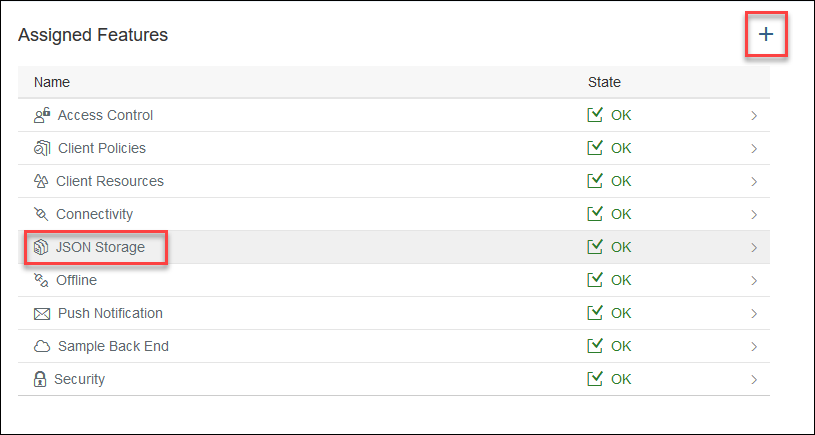 Assigned Features
Name State
Access Control OK
Client Policies OK
Client Resources OK
Connectivity OK
JSON Storage OK
Offline OK
Push Notification OK
Sample Back End OK
Security OK